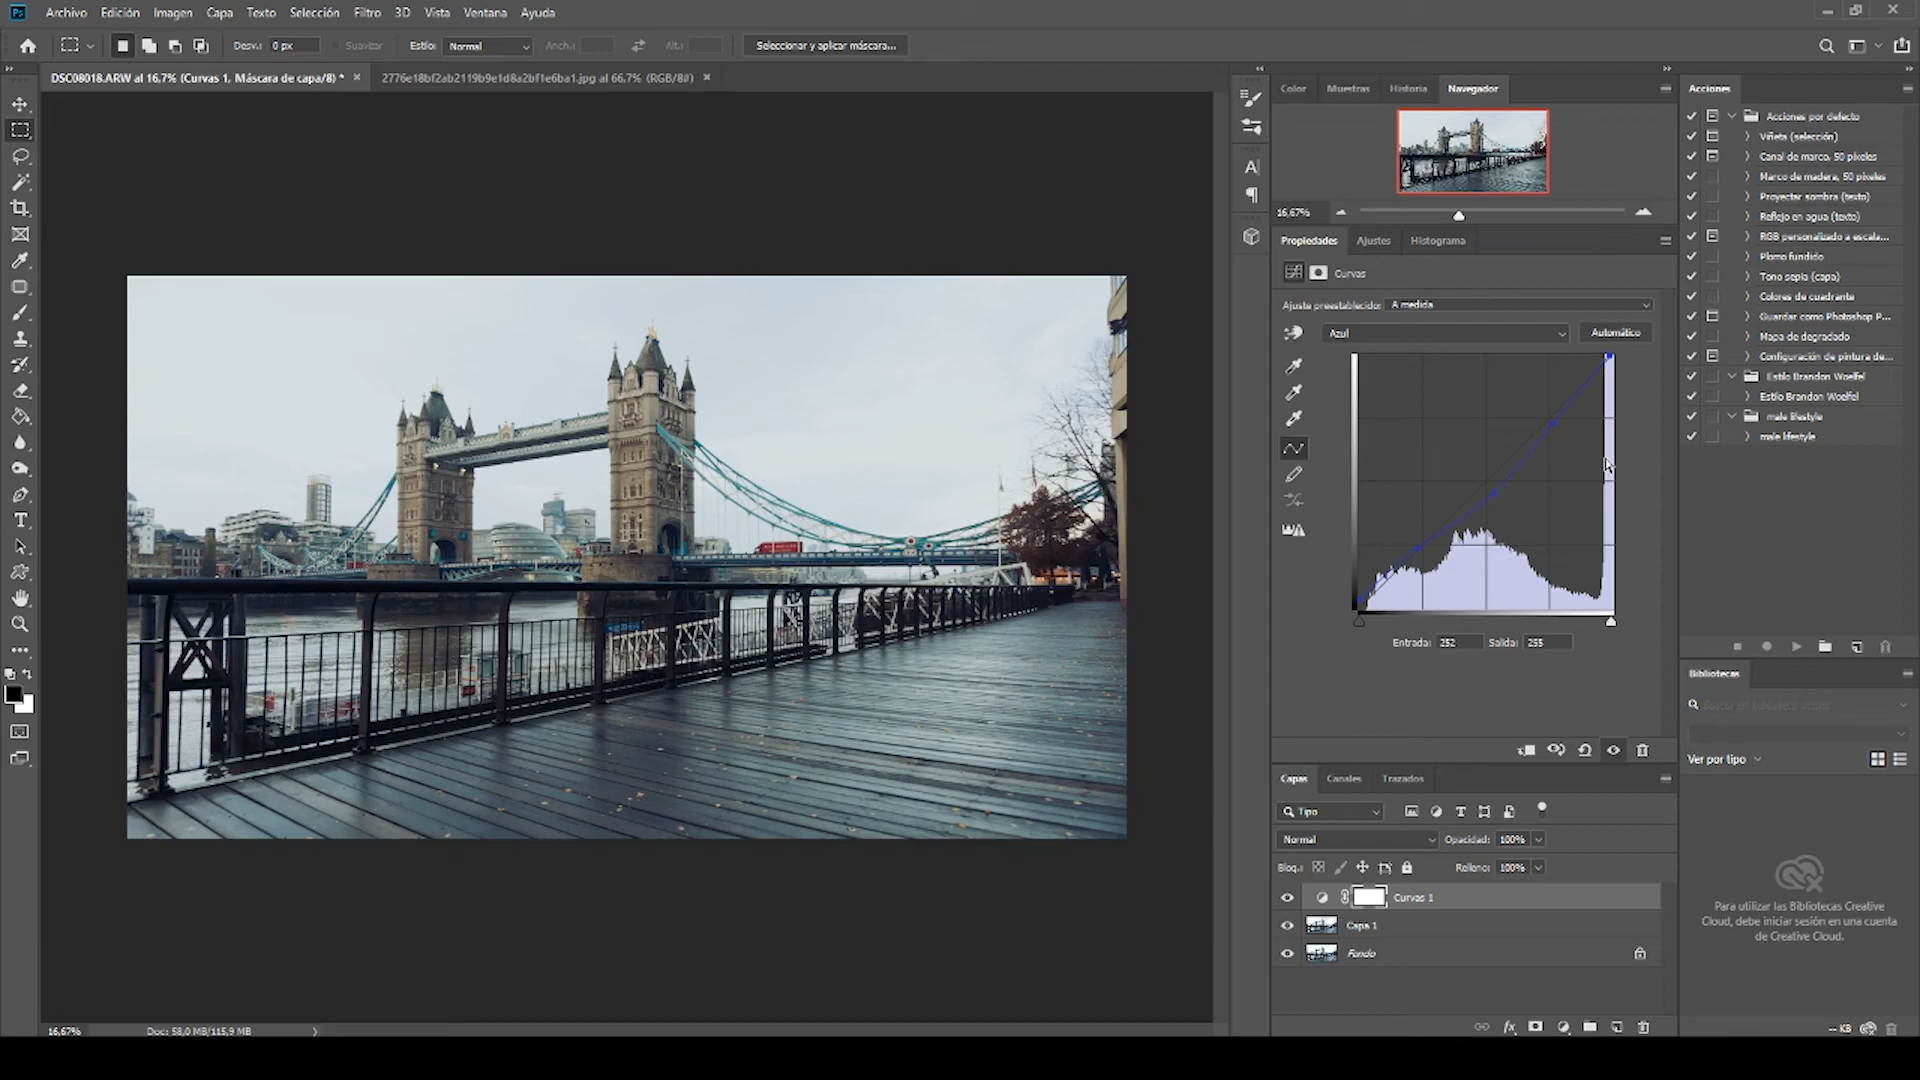 Ps Archivo Edición Imagen Capa Texto Selección Filtro 3D Vista Ventana Ayuda
Desv.: 0 px Suavizar Estilo: Normal Anch.: Alt.: Seleccionar y aplicar máscara...
DSC08018.ARW al 16,7% (Curvas 1, Máscara de capa/8) *
2776e18bf2ab2119b9e1d8a2bf1e6ba1.jpg al 66,7% (RGB/8#)
Color Muestras Historia Navegador
16,67%
Propiedades Ajustes Histograma
Curvas
Ajuste preestablecido: A medida
Azul Automático
Entrada: 252 Salida: 255
Capas Canales Trazados
Tipo
Normal Opacidad: 100%
Bloq.: Relleno: 100%
Curvas 1
Capa 1
Fondo
Acciones
Acciones por defecto
Viñeta (selección)
Canal de marco, 50 píxeles
Marco de madera, 50 píxeles
Proyectar sombra (texto)
Reflejo en agua (texto)
RGB personalizado a escala...
Plomo fundido
Tono sepia (capa)
Colores de cuadrante
Guardar como Photoshop P...
Mapa de degradado
Configuración de pintura de...
Estilo Brandon Woelfel
Estilo Brandon Woelfel
male lifestyle
male lifestyle
Bibliotecas
Ver por tipo
Para utilizar las Bibliotecas Creative
Cloud, debe iniciar sesión en una cuenta
de Creative Cloud.
-- KB
16,67% Doc: 58,0 MB/115,9 MB